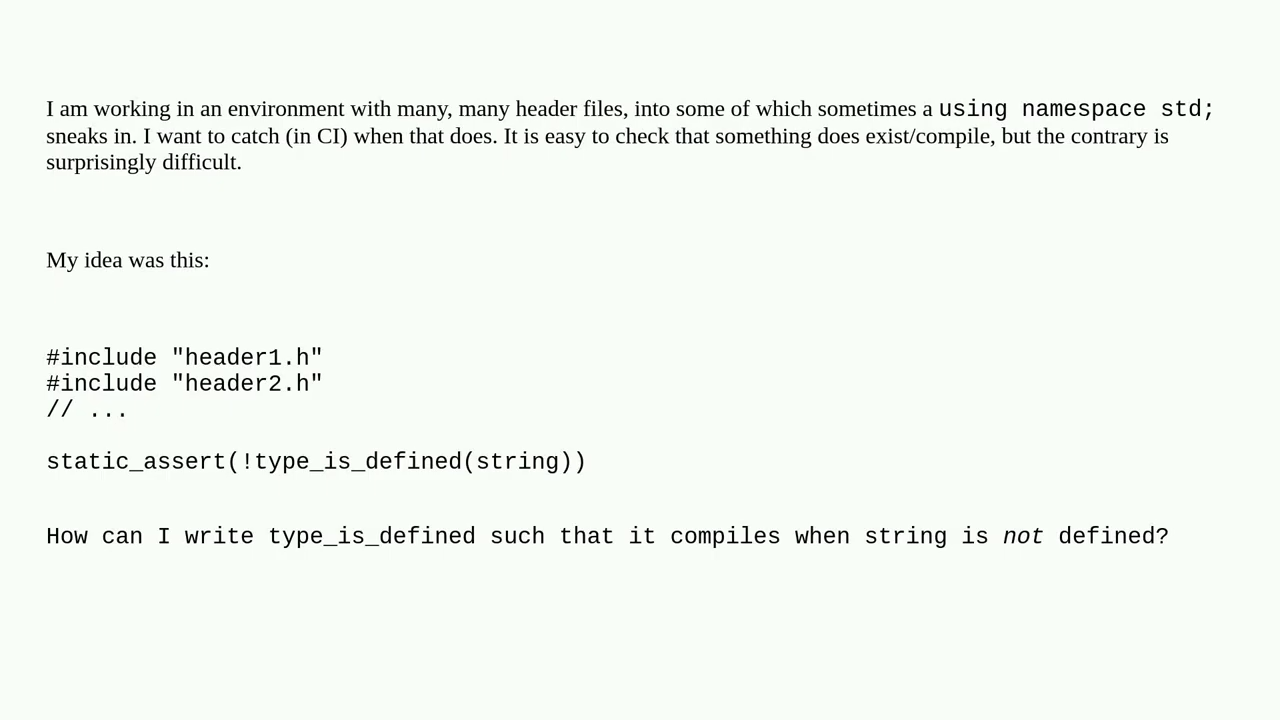 I am working in an environment with many, many header files, into some of which sometimes a using namespace std;
sneaks in. I want to catch (in CI) when that does. It is easy to check that something does exist/compile, but the contrary is
surprisingly difficult.
My idea was this:
#include "header1.h"
#include "header2.h"
// ...
static_assert(!type_is_defined(string))
How can I write type_is_defined such that it compiles when string is not defined?